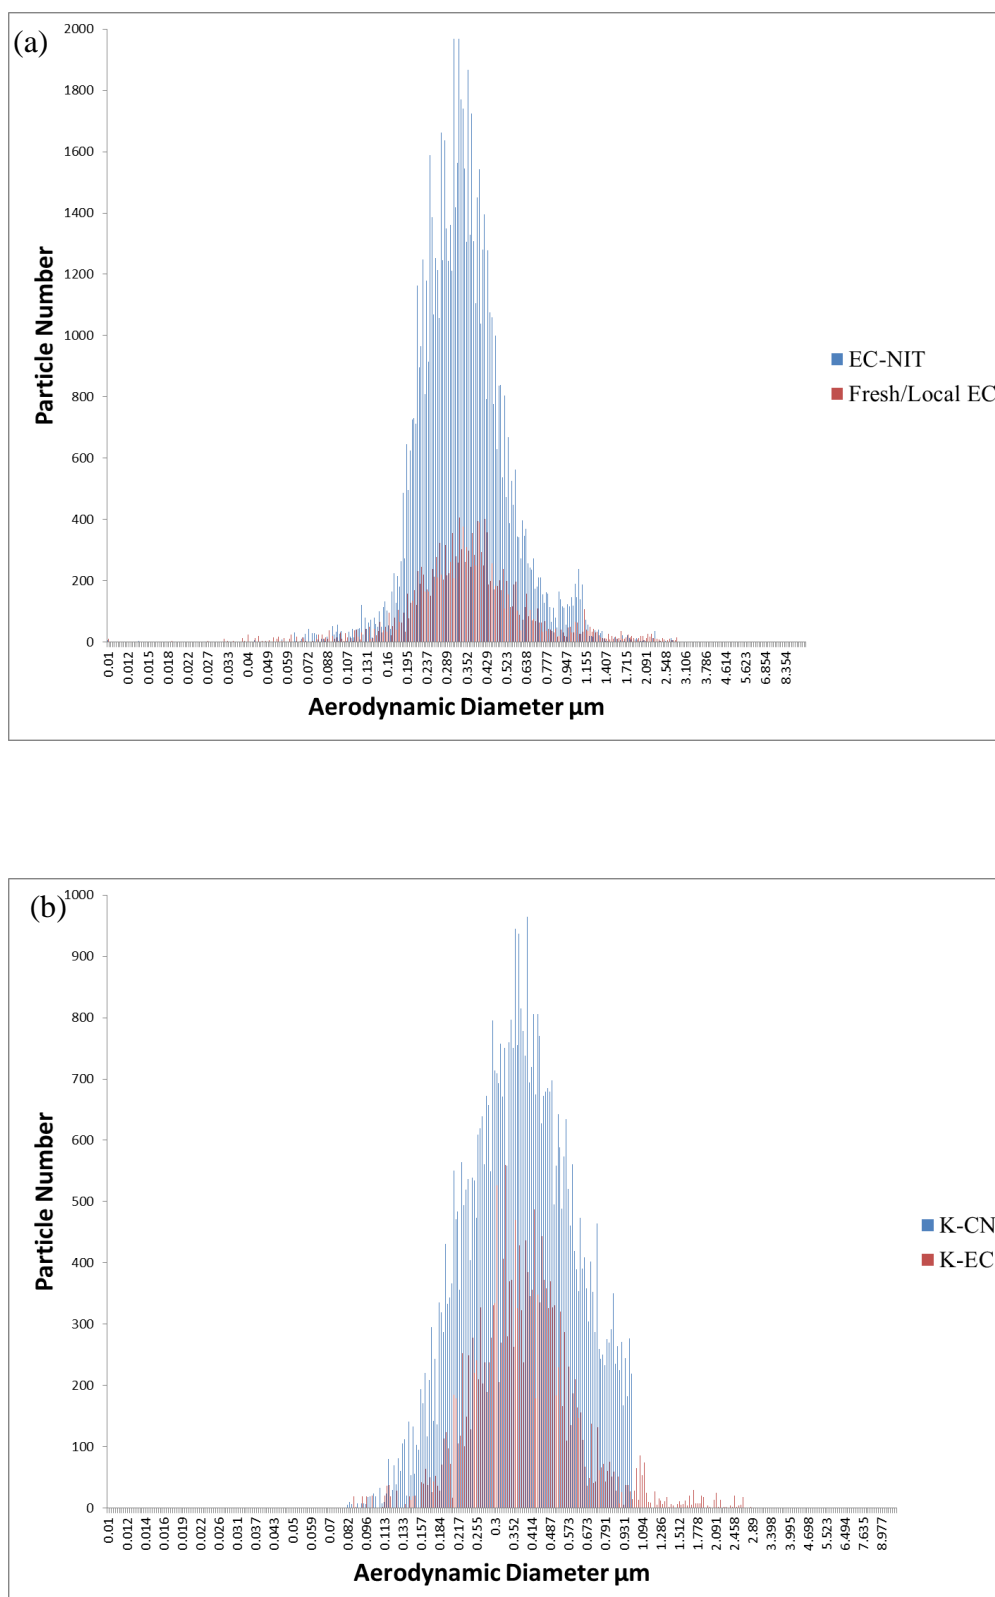 (a)
2000
1800
1600
1400
1200
1000
800
600
400
200
0
Particle Number
0.01 0.012 0.015 0.018 0.022 0.027 0.033 0.04 0.049 0.059 0.072 0.088 0.107 0.131 0.16 0.195 0.237 0.289 0.352 0.429 0.523 0.638 0.777 0.947 1.155 1.407 1.715 2.091 2.548 3.106 3.786 4.614 5.623 6.854 8.354
Aerodynamic Diameter µm
EC-NIT
Fresh/Local EC
(b)
1000
900
800
700
600
500
400
300
200
100
0
Particle Number
0.01 0.012 0.014 0.016 0.019 0.022 0.026 0.031 0.037 0.043 0.05 0.059 0.07 0.082 0.096 0.113 0.133 0.157 0.184 0.217 0.255 0.3 0.352 0.414 0.487 0.573 0.673 0.791 0.931 1.094 1.286 1.512 1.778 2.091 2.458 2.89 3.398 3.995 4.698 5.523 6.494 7.635 8.977
Aerodynamic Diameter µm
K-CN
K-EC